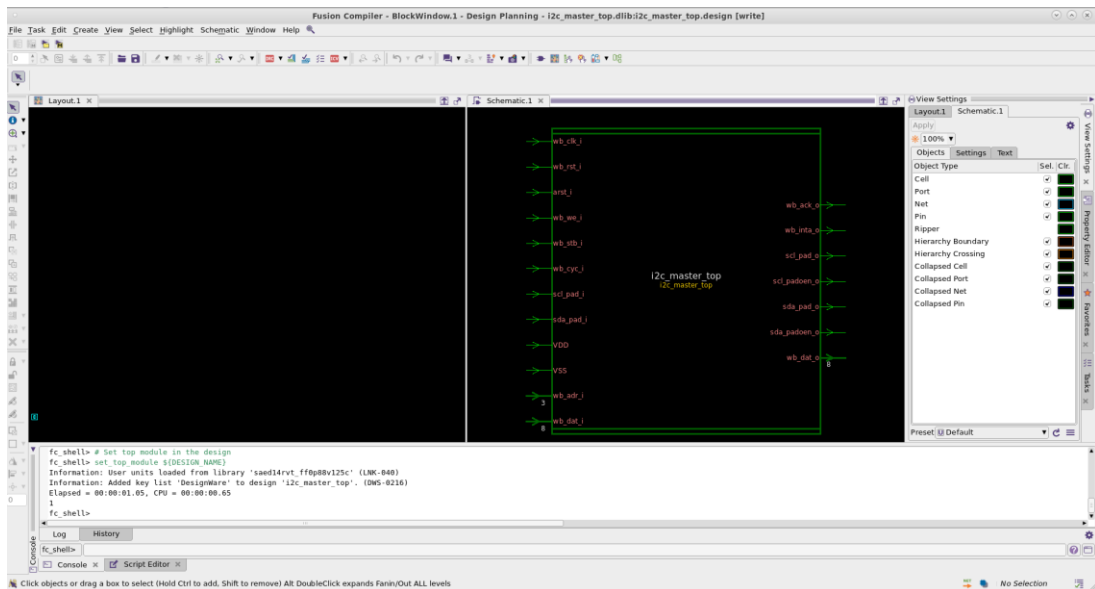 Fusion Compiler - BlockWindow.1 - Design Planning - i2c_master_top.dlib:i2c_master_top.design [write]
File Task Edit Create View Select Highlight Schematic Window Help
0
Layout.1
Schematic.1
View Settings
Layout.1 Schematic.1
Apply
100%
Objects Settings Text
Object Type Sel. Clr.
Cell
Port
Net
Pin
Ripper
Hierarchy Boundary
Hierarchy Crossing
Collapsed Cell
Collapsed Port
Collapsed Net
Collapsed Pin
Preset Default
View Settings
Property Editor
Favorites
Tasks
wb_clk_i
wb_rst_i
arst_i
wb_we_i
wb_stb_i
wb_cyc_i
scl_pad_i
sda_pad_i
VDD
VSS
wb_adr_i
3
wb_dat_i
8
i2c_master_top
i2c_master_top
wb_ack_o
wb_inta_o
scl_pad_o
scl_padoen_o
sda_pad_o
sda_padoen_o
wb_dat_o
8
fc_shell> # Set top module in the design
fc_shell> set_top_module ${DESIGN_NAME}
Information: User units loaded from library 'saed14rvt_ff0p88v125c' (LNK-040)
Information: Added key list 'DesignWare' to design 'i2c_master_top'. (DWS-0216)
Elapsed = 00:00:01.05, CPU = 00:00:00.65
1
fc_shell>
Log History
fc_shell>
Console
Console Script Editor
Click objects or drag a box to select (Hold Ctrl to add, Shift to remove) Alt DoubleClick expands Fanin/Out ALL levels
No Selection